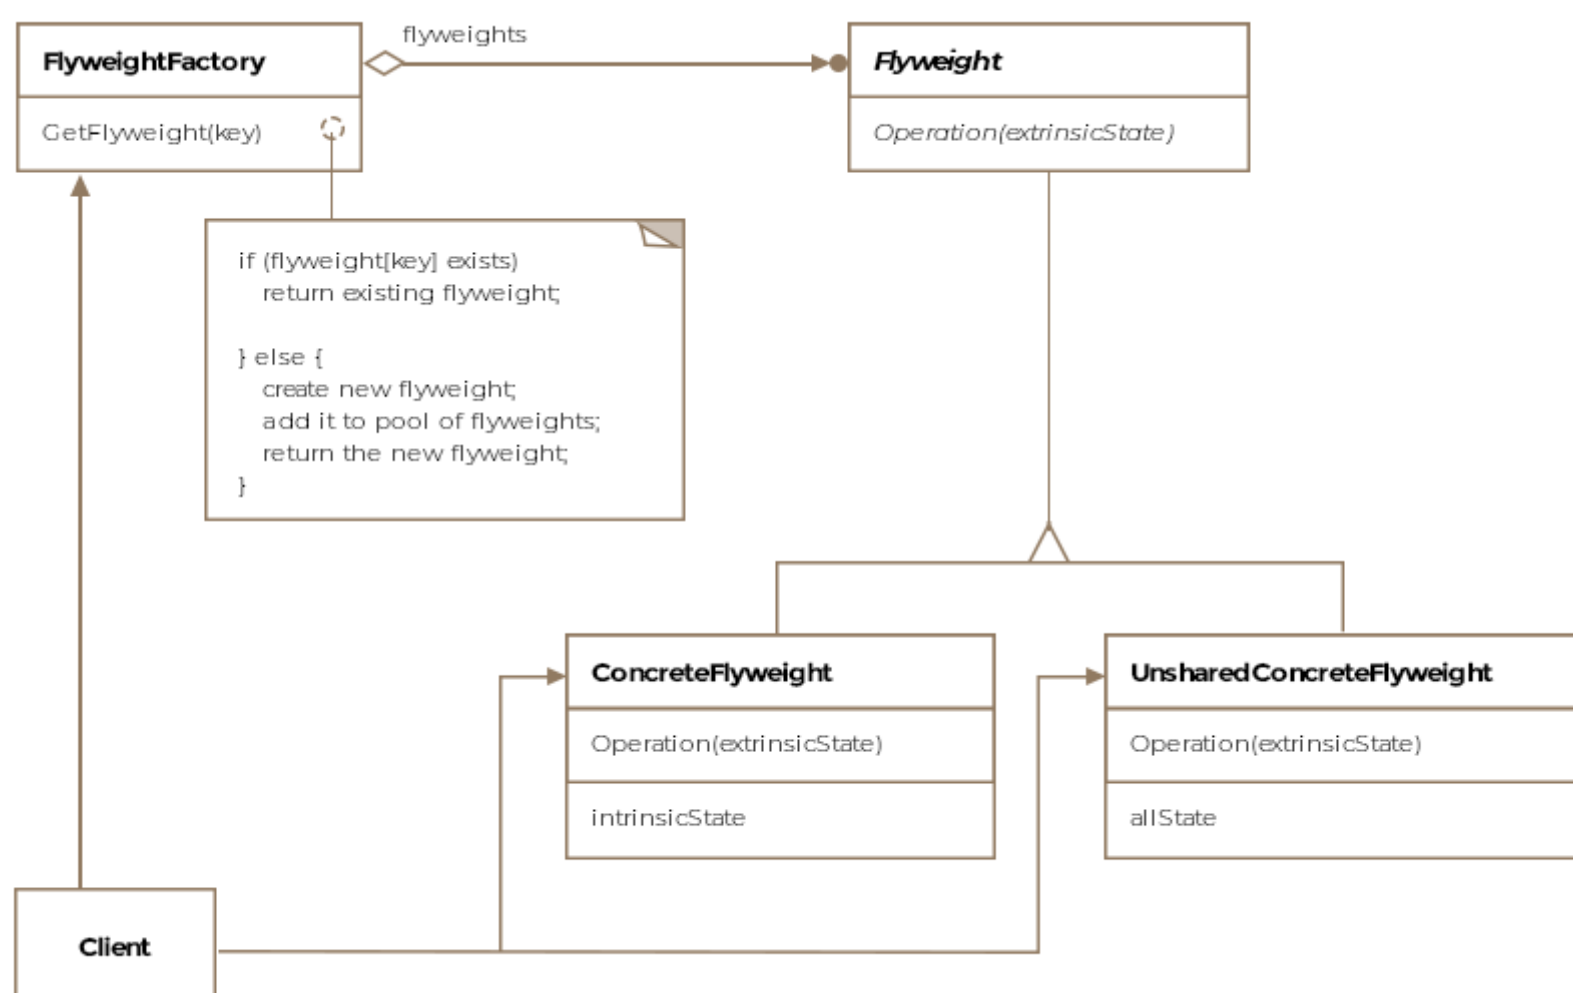 flyweights
FlyweightFactory
GetFlyweight(key)
Flyweight
Operation(extrinsicState)
if (flyweight[key] exists)
return existing flyweight;
} else {
create new flyweight;
add it to pool of flyweights;
return the new flyweight;
}
ConcreteFlyweight
Operation(extrinsicState)
intrinsicState
UnsharedConcreteFlyweight
Operation(extrinsicState)
allState
Client